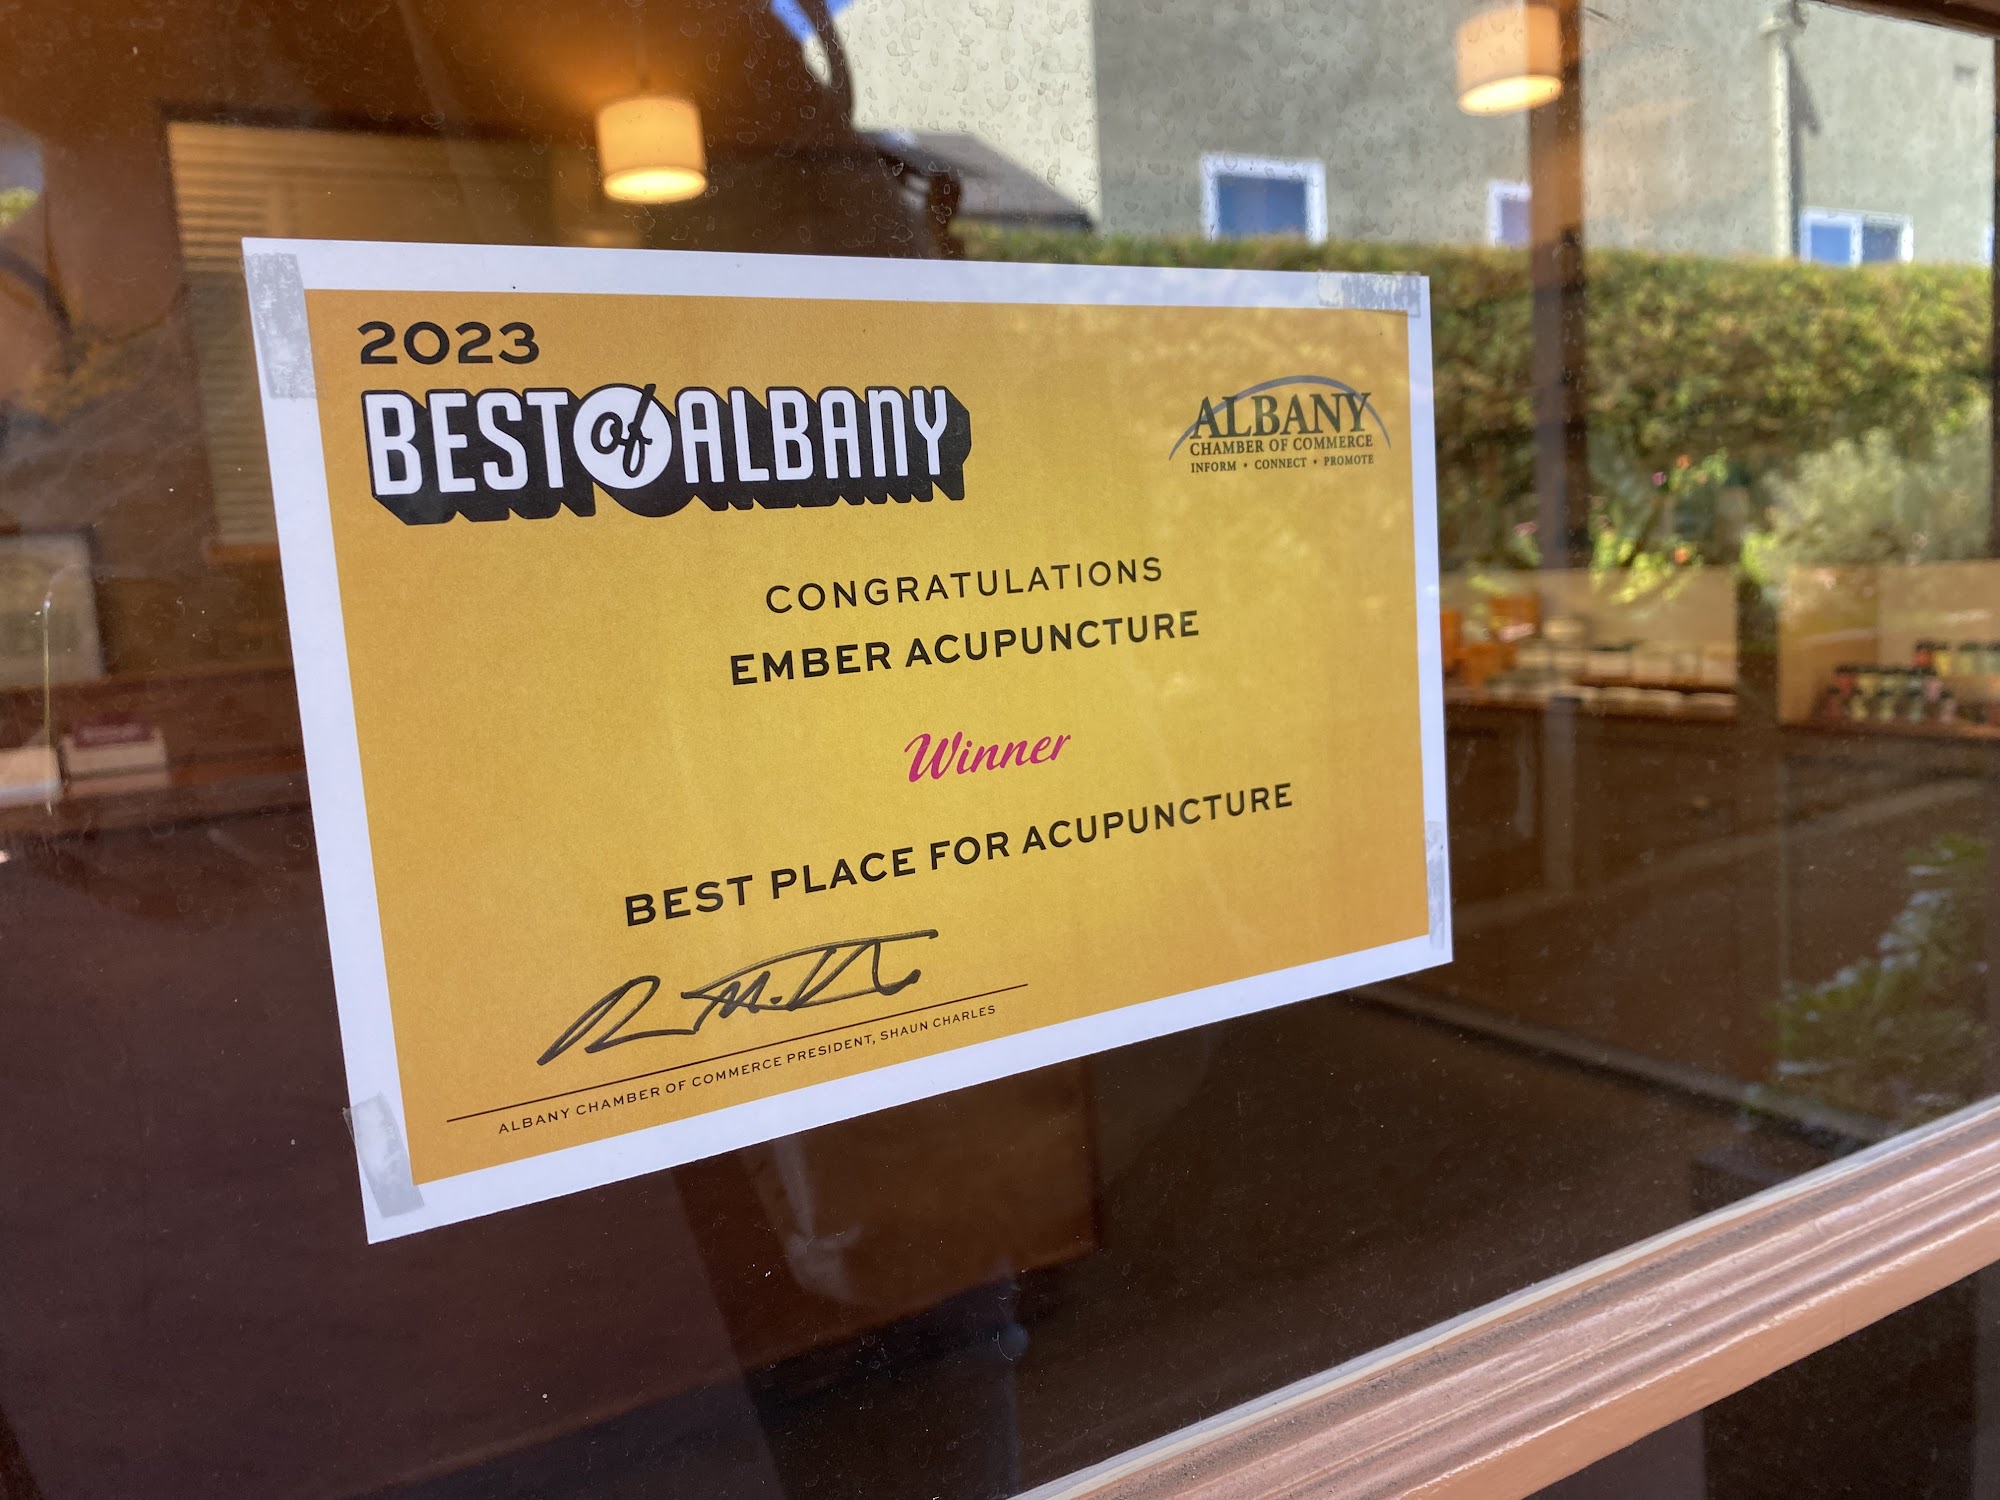 2023
BEST of ALBANY
ALBANY
CHAMBER OF COMMERCE
INFORM • CONNECT • PROMOTE
CONGRATULATIONS
EMBER ACUPUNCTURE
Winner
BEST PLACE FOR ACUPUNCTURE
ALBANY CHAMBER OF COMMERCE PRESIDENT, SHAUN CHARLES